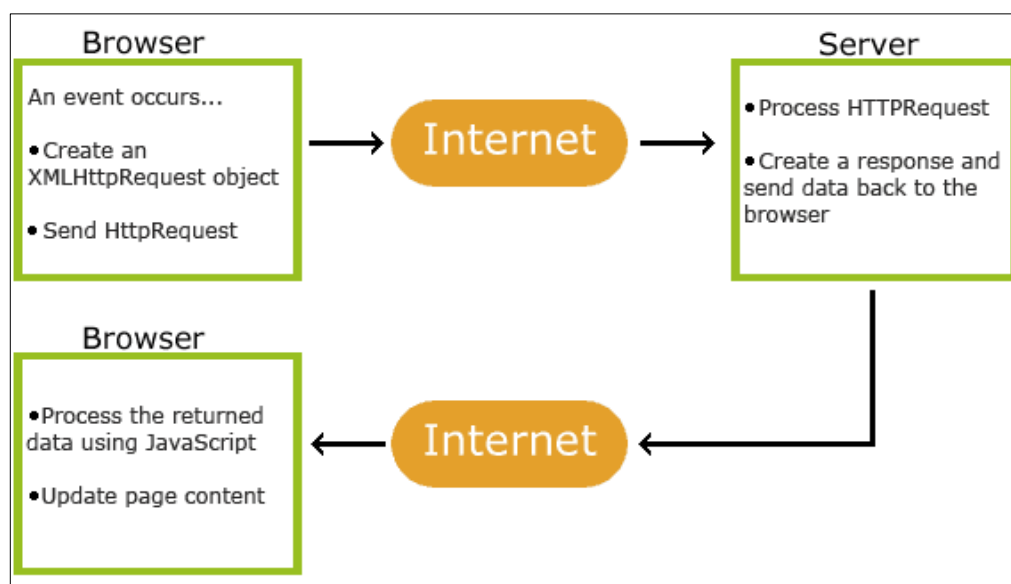 Browser
An event occurs...
•Create an
XMLHttpRequest object
• Send HttpRequest
Internet
Server
•Process HTTPRequest
•Create a response and
send data back to the
browser
Browser
•Process the returned
data using JavaScript
•Update page content
Internet